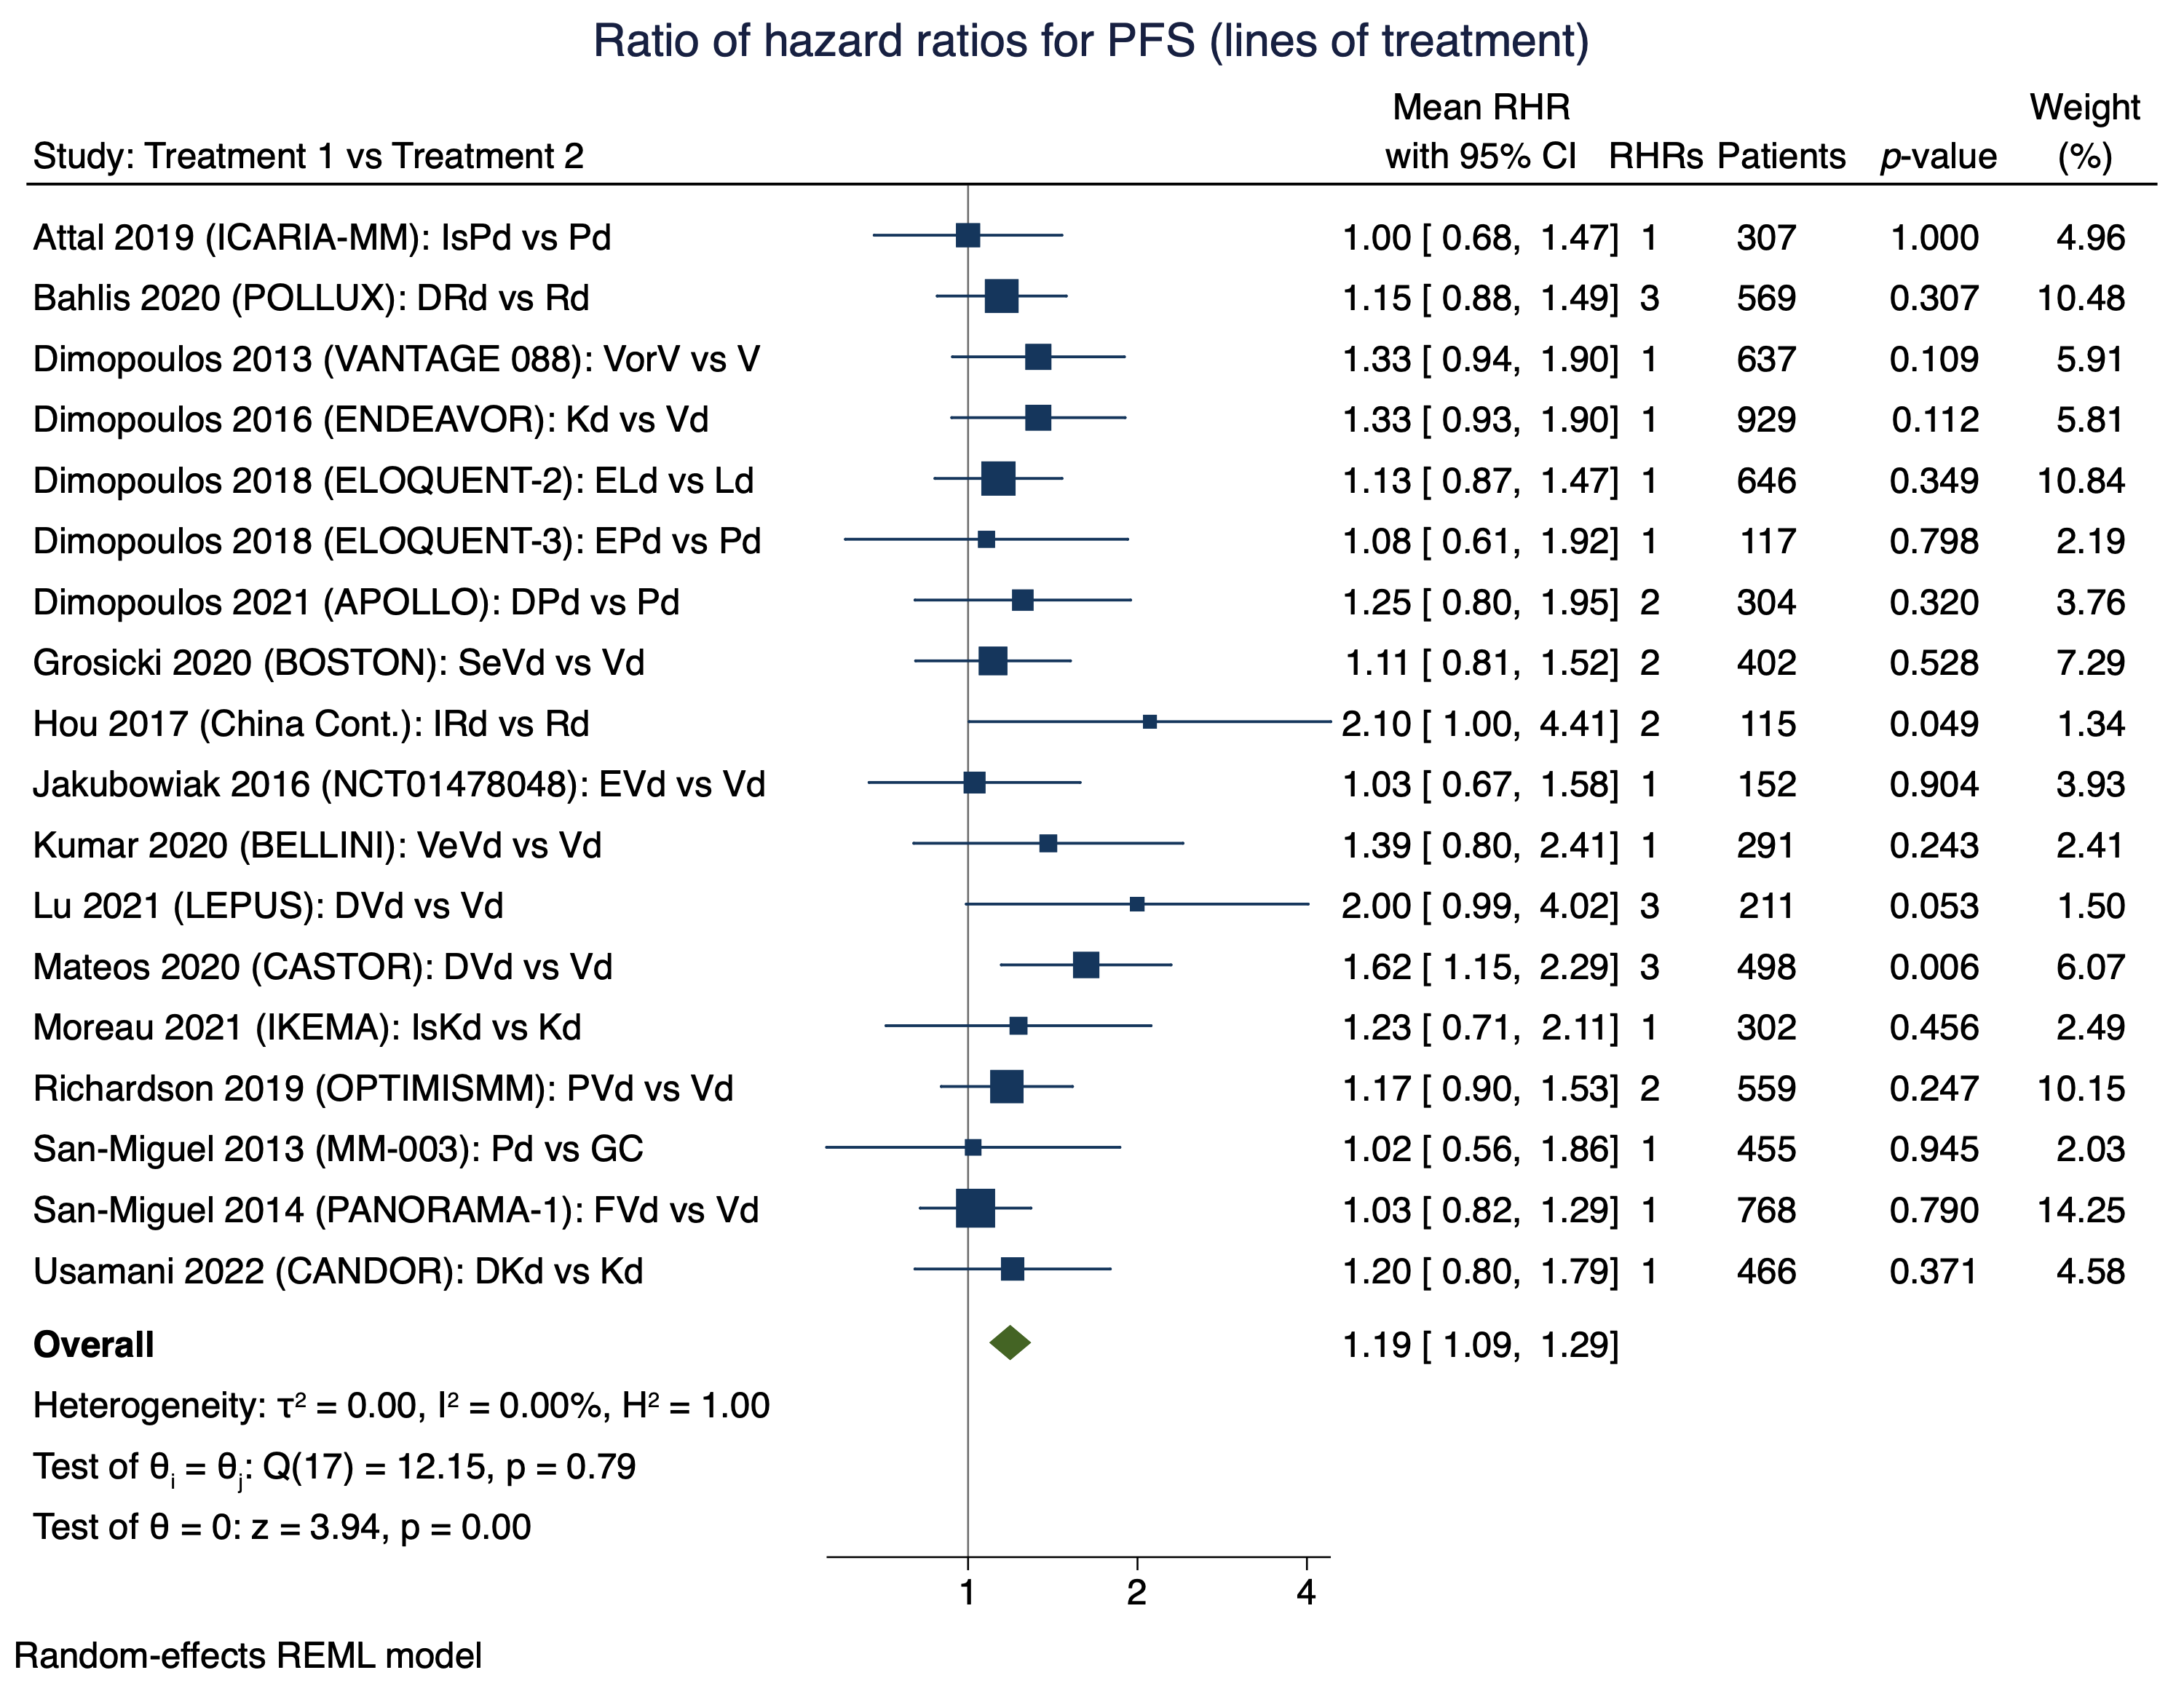 Ratio of hazard ratios for PFS (lines of treatment)
Mean RHR Weight
Study: Treatment 1 vs Treatment 2 with 95% CI RHRs Patients p-value (%)
Attal 2019 (ICARIA-MM): IsPd vs Pd 1.00 [ 0.68, 1.47] 1 307 1.000 4.96
Bahlis 2020 (POLLUX): DRd vs Rd 1.15 [ 0.88, 1.49] 3 569 0.307 10.48
Dimopoulos 2013 (VANTAGE 088): VorV vs V 1.33 [ 0.94, 1.90] 1 637 0.109 5.91
Dimopoulos 2016 (ENDEAVOR): Kd vs Vd 1.33 [ 0.93, 1.90] 1 929 0.112 5.81
Dimopoulos 2018 (ELOQUENT-2): ELd vs Ld 1.13 [ 0.87, 1.47] 1 646 0.349 10.84
Dimopoulos 2018 (ELOQUENT-3): EPd vs Pd 1.08 [ 0.61, 1.92] 1 117 0.798 2.19
Dimopoulos 2021 (APOLLO): DPd vs Pd 1.25 [ 0.80, 1.95] 2 304 0.320 3.76
Grosicki 2020 (BOSTON): SeVd vs Vd 1.11 [ 0.81, 1.52] 2 402 0.528 7.29
Hou 2017 (China Cont.): IRd vs Rd 2.10 [ 1.00, 4.41] 2 115 0.049 1.34
Jakubowiak 2016 (NCT01478048): EVd vs Vd 1.03 [ 0.67, 1.58] 1 152 0.904 3.93
Kumar 2020 (BELLINI): VeVd vs Vd 1.39 [ 0.80, 2.41] 1 291 0.243 2.41
Lu 2021 (LEPUS): DVd vs Vd 2.00 [ 0.99, 4.02] 3 211 0.053 1.50
Mateos 2020 (CASTOR): DVd vs Vd 1.62 [ 1.15, 2.29] 3 498 0.006 6.07
Moreau 2021 (IKEMA): IsKd vs Kd 1.23 [ 0.71, 2.11] 1 302 0.456 2.49
Richardson 2019 (OPTIMISMM): PVd vs Vd 1.17 [ 0.90, 1.53] 2 559 0.247 10.15
San-Miguel 2013 (MM-003): Pd vs GC 1.02 [ 0.56, 1.86] 1 455 0.945 2.03
San-Miguel 2014 (PANORAMA-1): FVd vs Vd 1.03 [ 0.82, 1.29] 1 768 0.790 14.25
Usamani 2022 (CANDOR): DKd vs Kd 1.20 [ 0.80, 1.79] 1 466 0.371 4.58
Overall 1.19 [ 1.09, 1.29]
Heterogeneity: τ² = 0.00, I² = 0.00%, H² = 1.00
Test of θᵢ = θⱼ: Q(17) = 12.15, p = 0.79
Test of θ = 0: z = 3.94, p = 0.00
1 2 4
Random-effects REML model